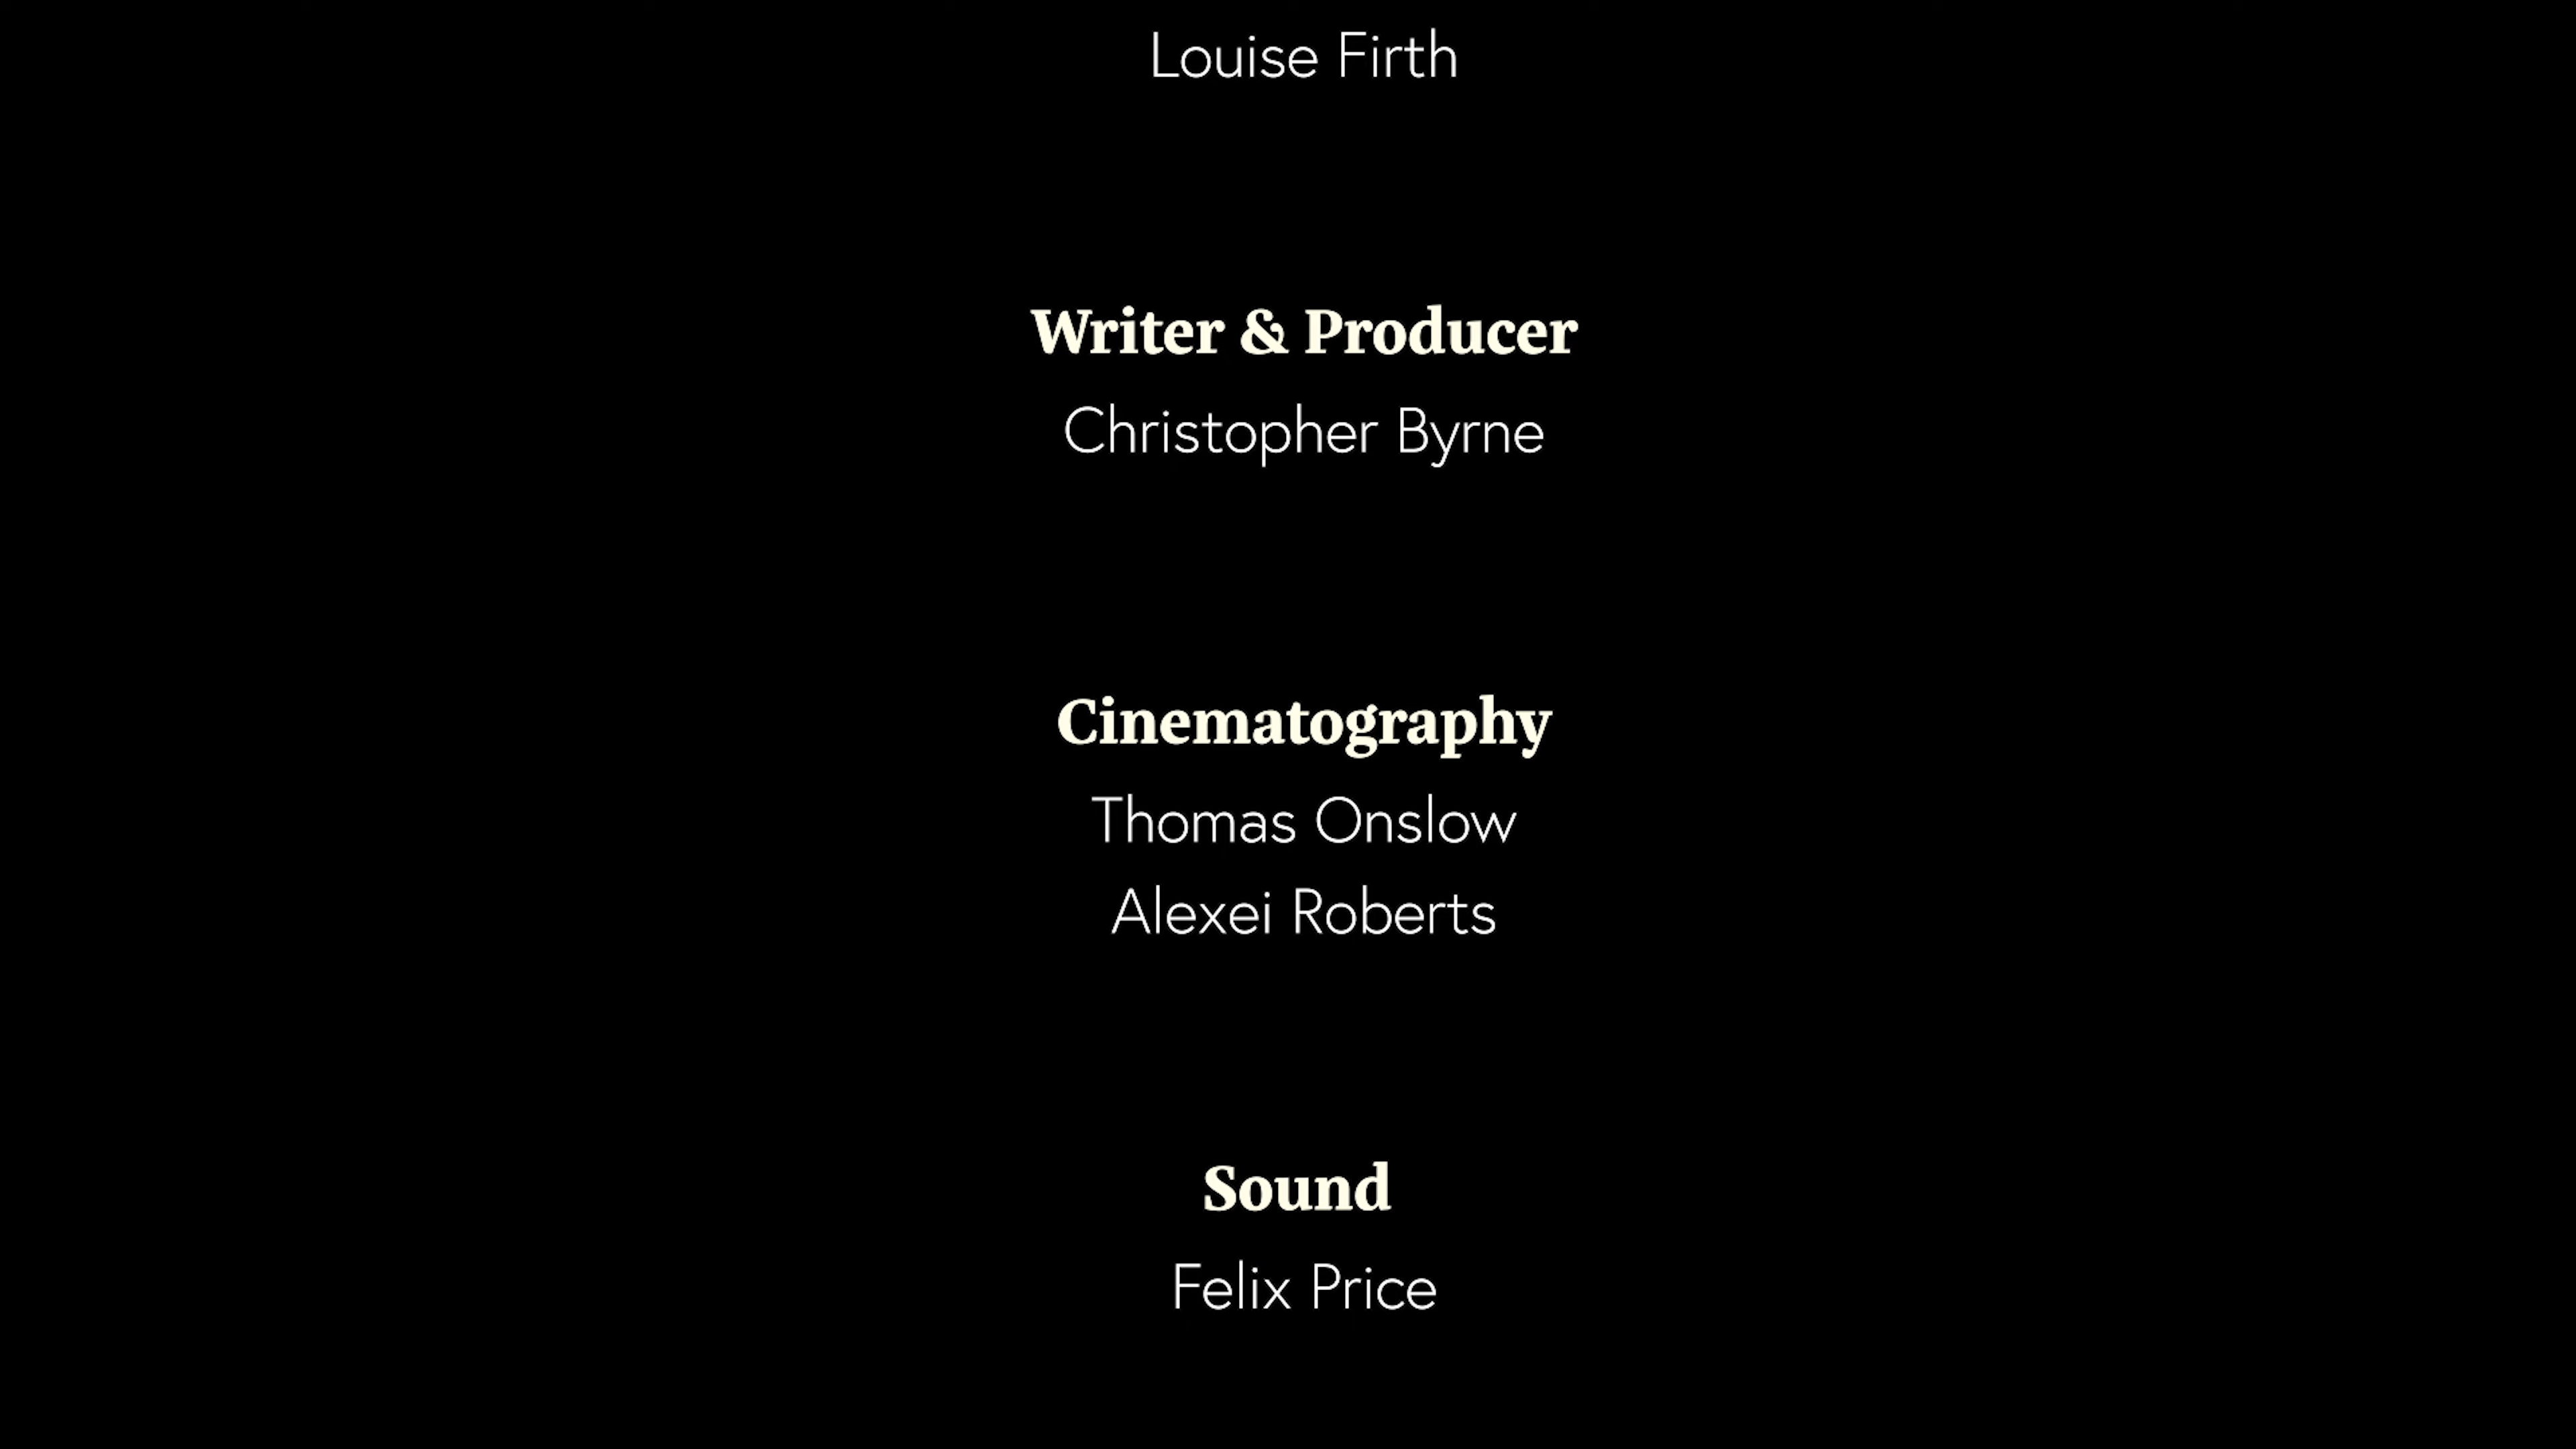 Louise Firth
Writer & Producer
Christopher Byrne
Cinematography
Thomas Onslow
Alexei Roberts
Sound
Felix Price